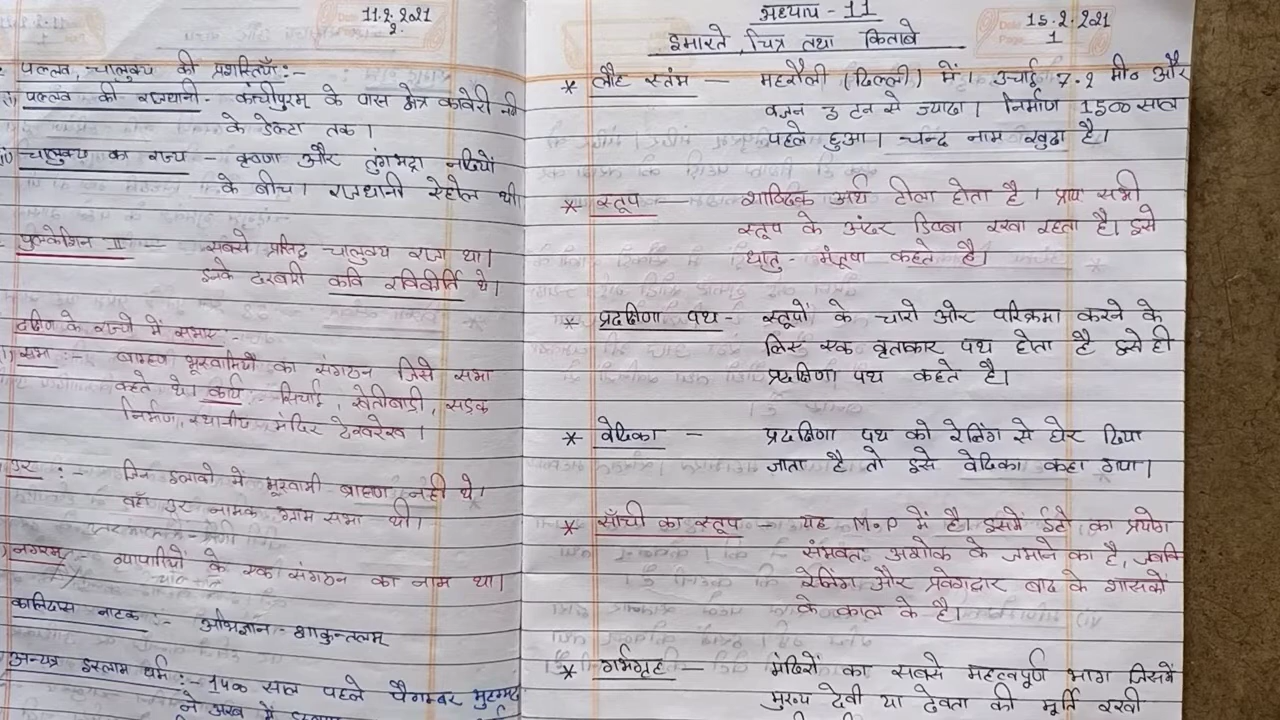 11.2.2021
2.
पल्लव, चालुक्य की प्रशस्तियाँ:-
पल्लव की राजधानी - कांचीपुरम के पास क्षेत्र कावेरी नदी
के डेल्टा तक।
चालुक्य का राज्य - कृष्णा और तुंगभद्रा नदियों
के बीच। राजधानी ऐहोल थी
पुलकेशिन II - सबसे प्रसिद्ध चालुक्य राजा था।
इनके दरबारी कवि रविकीर्ति थे।
दक्षिण के राज्यों में सभाएं
सभा :- ब्राह्मण भूस्वामियों का संगठन जिसे सभा
कहते थे। कार्य - सिंचाई, खेतीबाड़ी, सड़क
निर्माण, स्थानीय मंदिर देखरेख।
उर :- जिन इलाकों में भूस्वामी ब्राह्मण नहीं थे।
वहाँ उर नामक ग्राम सभा थी।
नगरम् - व्यापारियों के एक संगठन का नाम था।
कालिदास नाटक :- अभिज्ञान-शाकुन्तलम्
अन्यत्र इस्लाम धर्म :- 1400 साल पहले पैगम्बर मुहम्मद
ने अरब में
अध्याय - 11
15.2.2021
1
इमारतें, चित्र तथा किताबें
* लौह स्तंभ - महरौली (दिल्ली) में। ऊंचाई 7.2 मी० और
वजन 3 टन से ज्यादा। निर्माण 1500 साल
पहले हुआ। चन्द्र नाम खुदा है।
* स्तूप - शाब्दिक अर्थ टीला होता है। प्राय सभी
स्तूप के अंदर डिब्बा रखा रहता है। इसे
धातु-मंजूषा कहते है।
* प्रदक्षिणा पथ - स्तूपों के चारो ओर परिक्रमा करने के
लिए एक वृताकार पथ होता है इसे ही
प्रदक्षिणा पथ कहते है।
* वेदिका - प्रदक्षिणा पथ को रेलिंग से घेर दिया
जाता है तो इसे वेदिका कहा गया।
* साँची का स्तूप - यह M.P में है। इसमें ईंटो का प्रयोग
संभवतः अशोक के जमाने का है, जबकि
रेलिंग और प्रवेशद्वार बाद के शासकों
के काल के है।
* गर्भगृह - मंदिरों का सबसे महत्वपूर्ण भाग जिसमें
मुख्य देवी या देवता की मूर्ति रखी